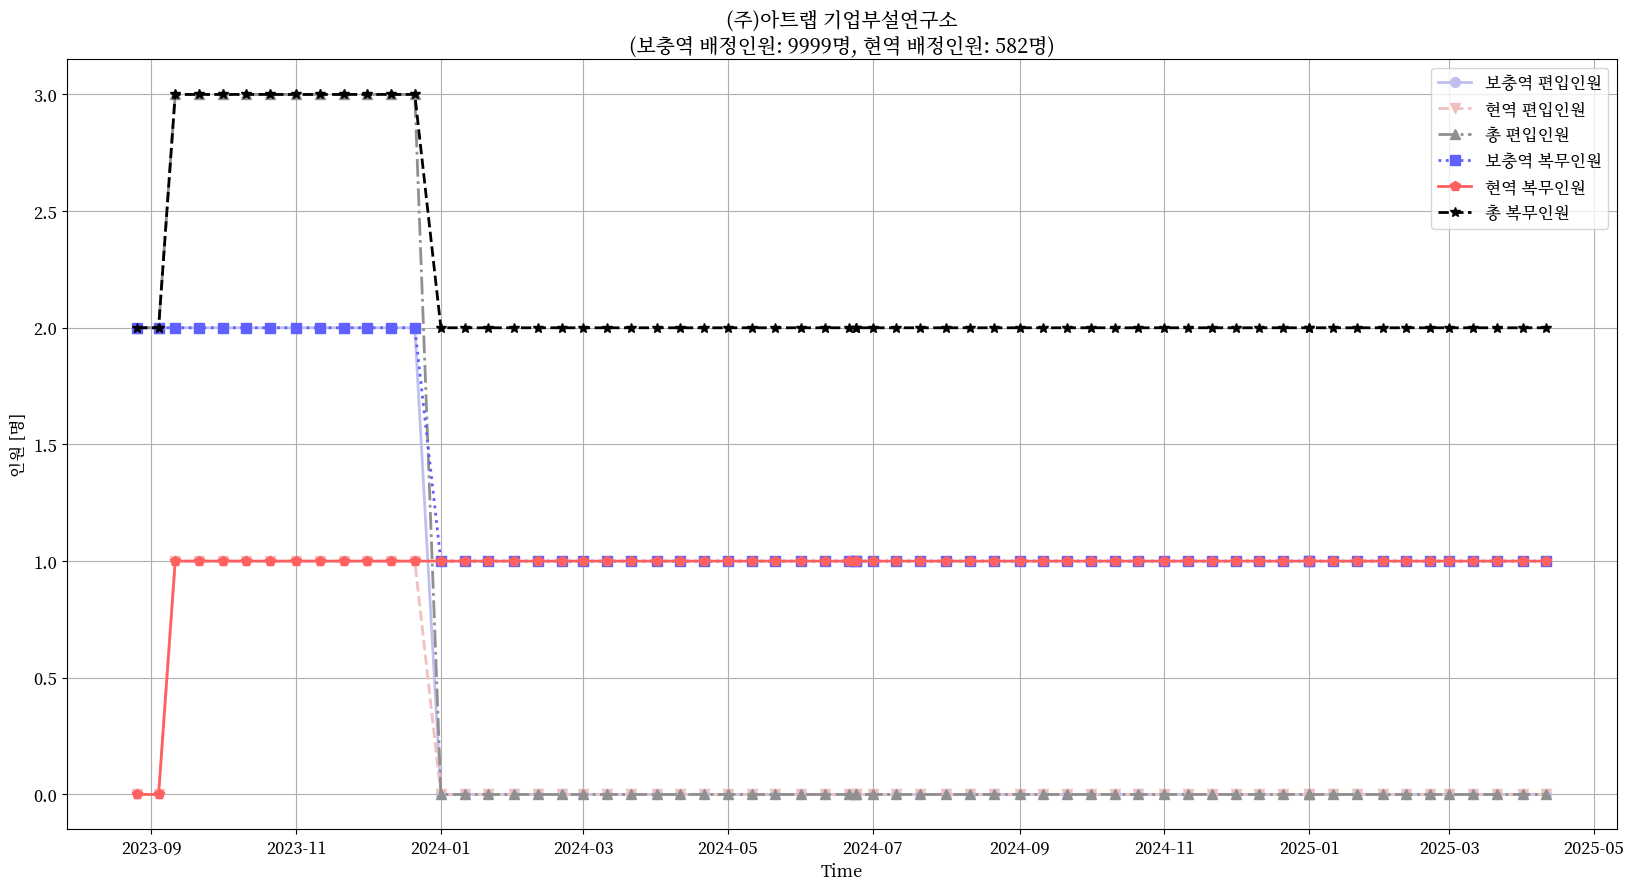 (주)아트랩 기업부설연구소
(보충역 배정인원: 9999명, 현역 배정인원: 582명)
보충역 편입인원
현역 편입인원
총 편입인원
보충역 복무인원
현역 복무인원
총 복무인원
인원 [명]
3.0
2.5
2.0
1.5
1.0
0.5
0.0
2023-09 2023-11 2024-01 2024-03 2024-05 2024-07 2024-09 2024-11 2025-01 2025-03 2025-05
Time